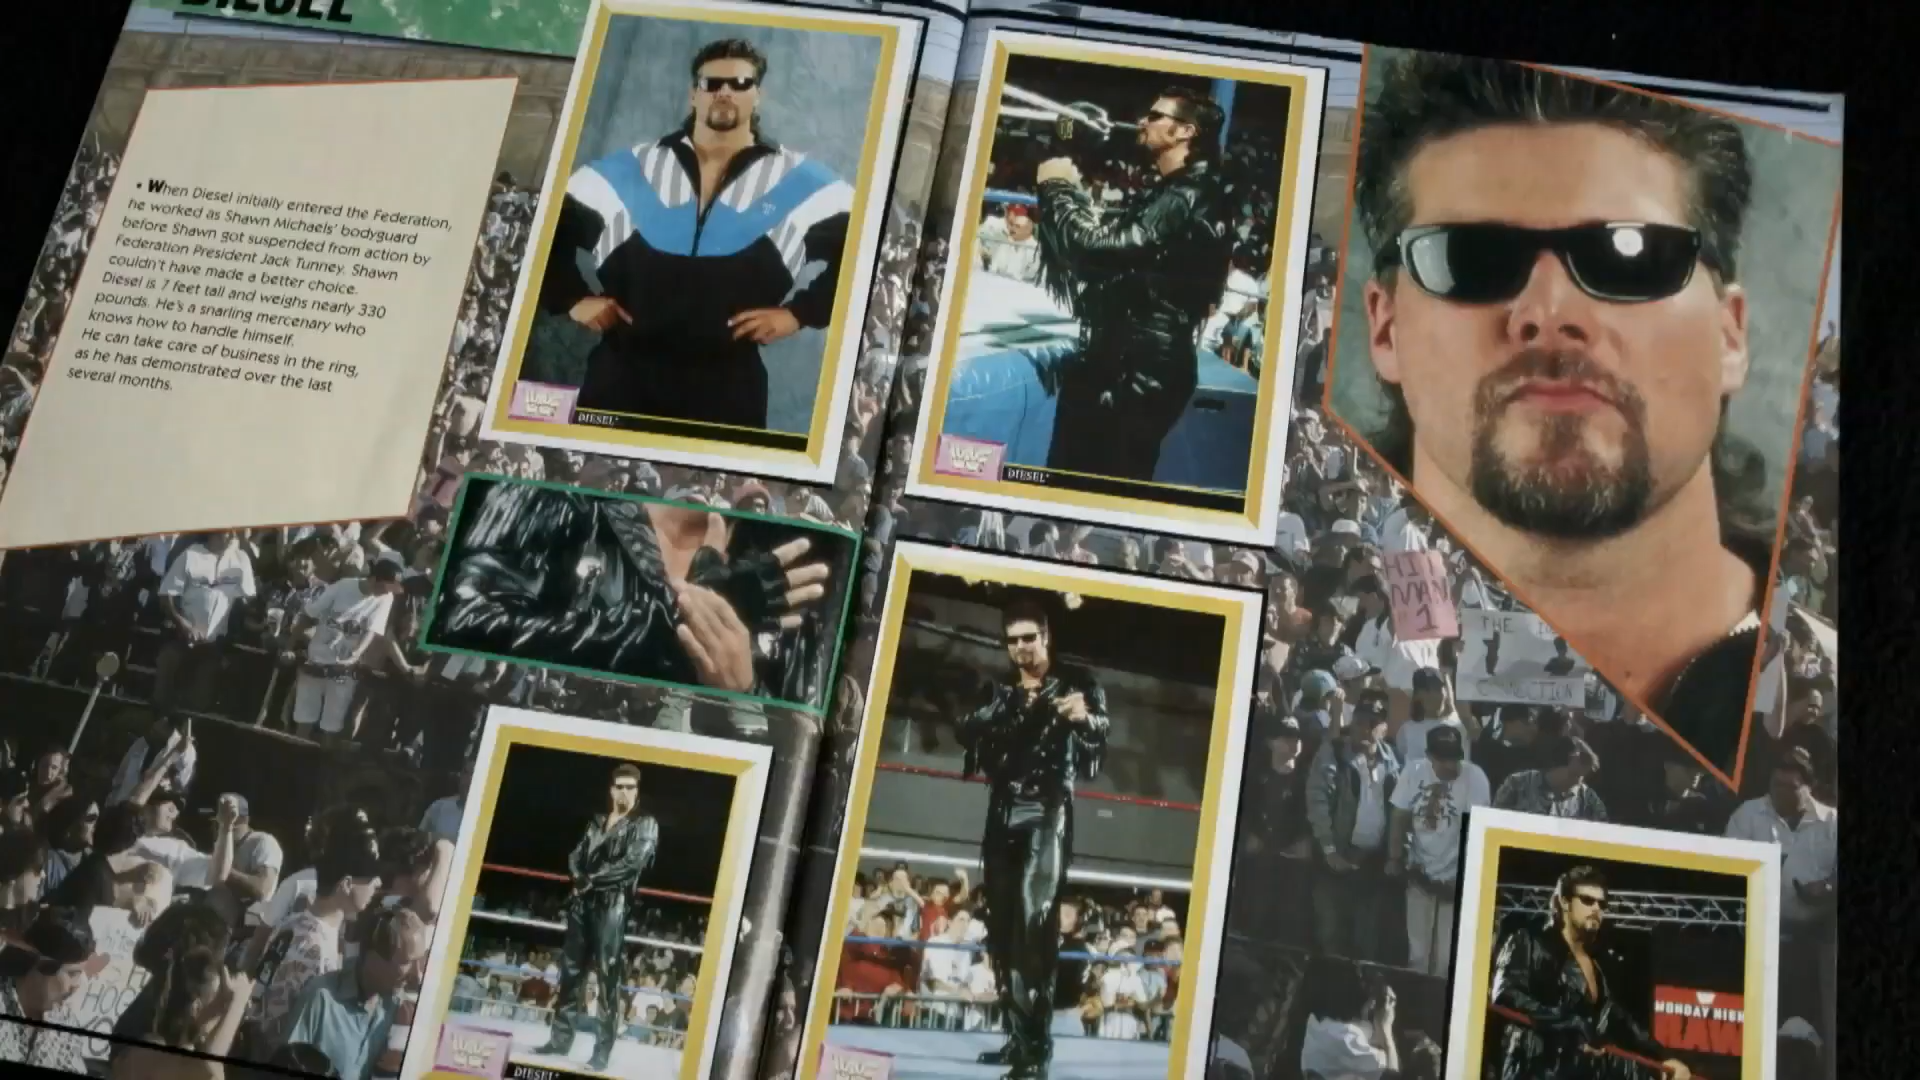 DIESEL
• When Diesel initially entered the Federation,
he worked as Shawn Michaels' bodyguard
before Shawn got suspended from action by
Federation President Jack Tunney. Shawn
couldn't have made a better choice.
Diesel is 7 feet tall and weighs nearly 330
pounds. He's a snarling mercenary who
knows how to handle himself.
He can take care of business in the ring,
as he has demonstrated over the last
several months.
DIESEL
DIESEL
HIT
MAN
1
THE
CONNECTION
DIESEL
MONDAY NIGH
RAW